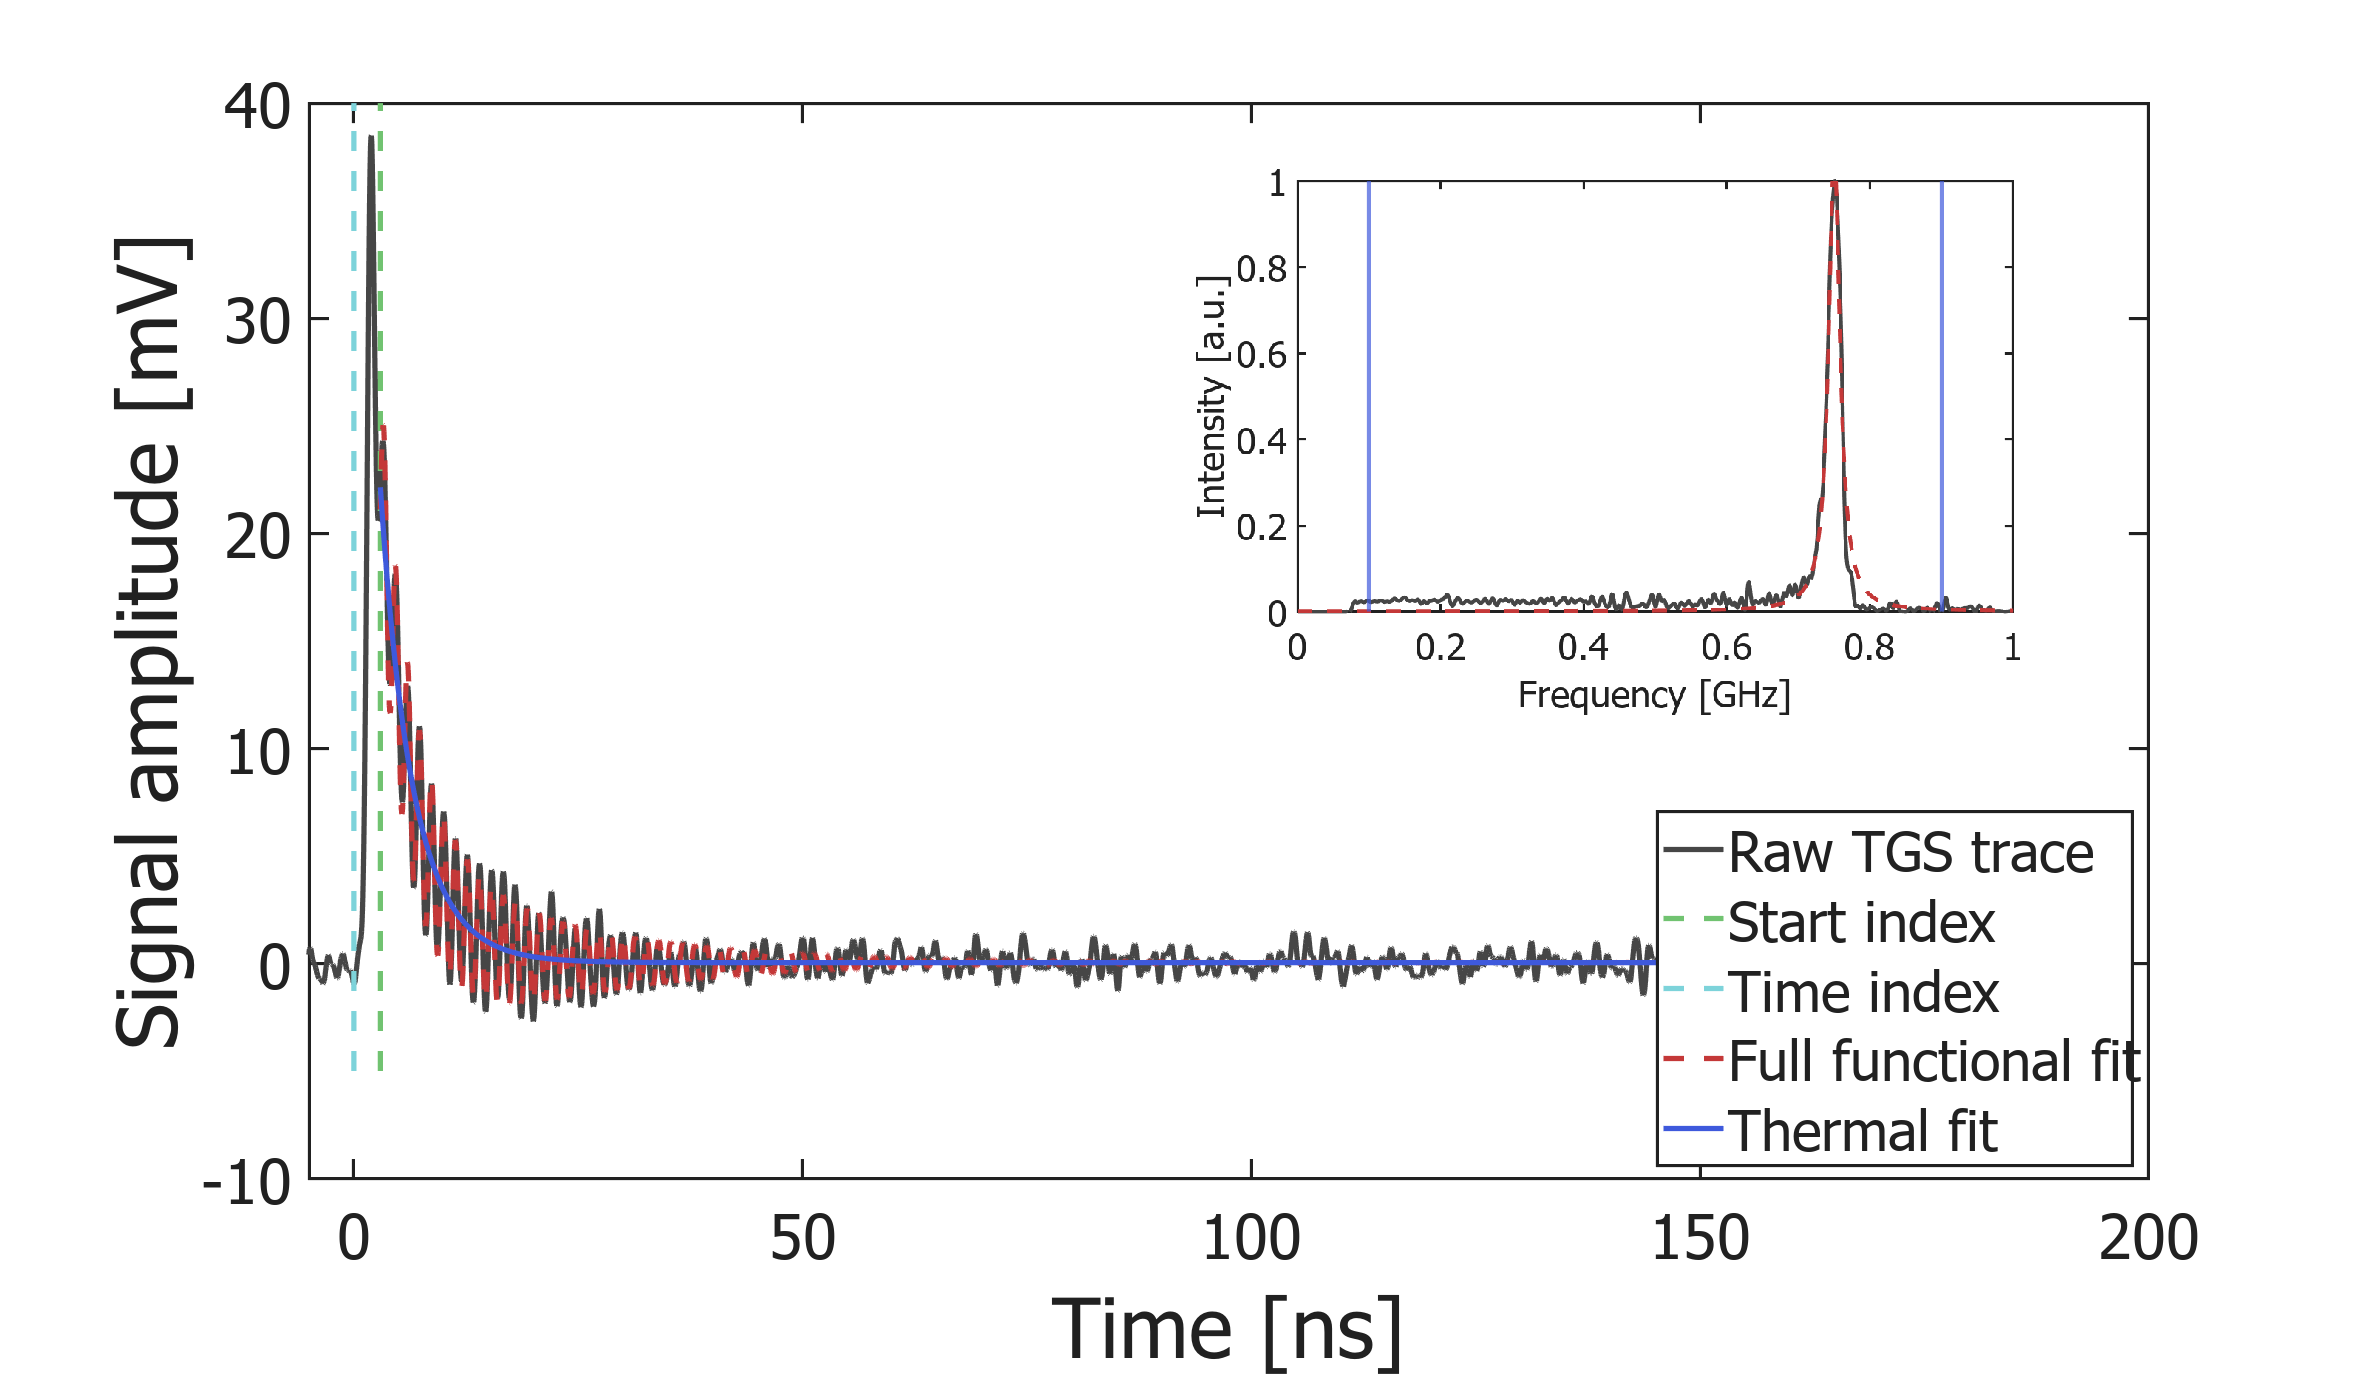 Signal amplitude [mV]
40
30
20
10
0
-10
0
50
100
150
200
Time [ns]
Intensity [a.u.]
1
0.8
0.6
0.4
0.2
0
0
0.2
0.4
0.6
0.8
1
Frequency [GHz]
Raw TGS trace
Start index
Time index
Full functional fit
Thermal fit